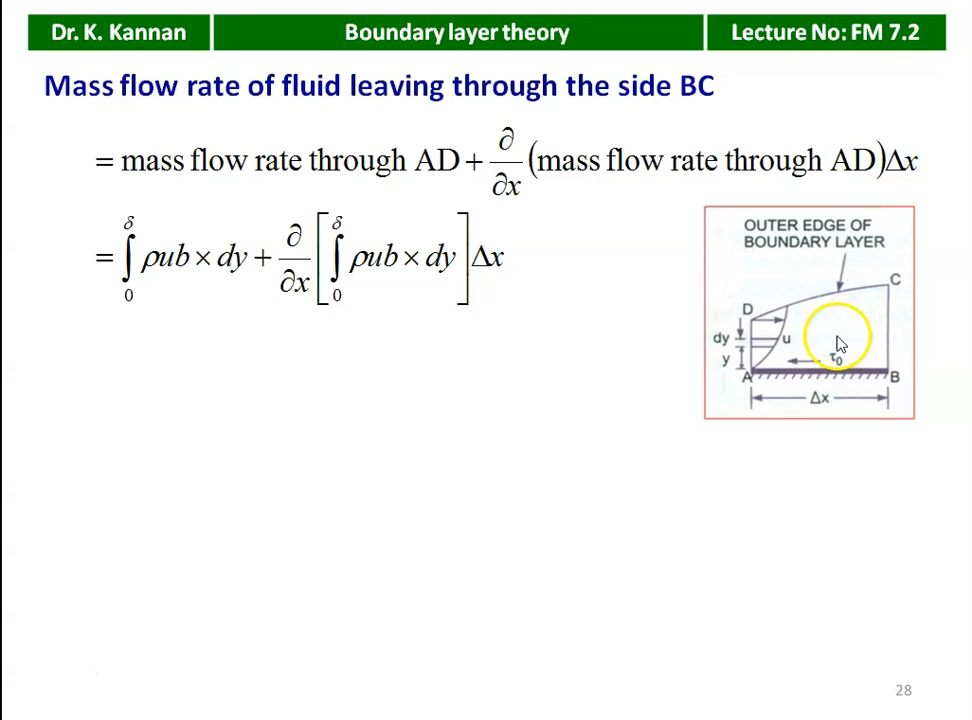 Dr. K. Kannan
Boundary layer theory
Lecture No: FM 7.2
Mass flow rate of fluid leaving through the side BC
= mass flow rate through AD + ∂/∂x (mass flow rate through AD)Δx
= ∫₀^δ ρub × dy + ∂/∂x [∫₀^δ ρub × dy] Δx
OUTER EDGE OF
BOUNDARY LAYER
C
D
dy
u
y
τ₀
A
B
Δx
28